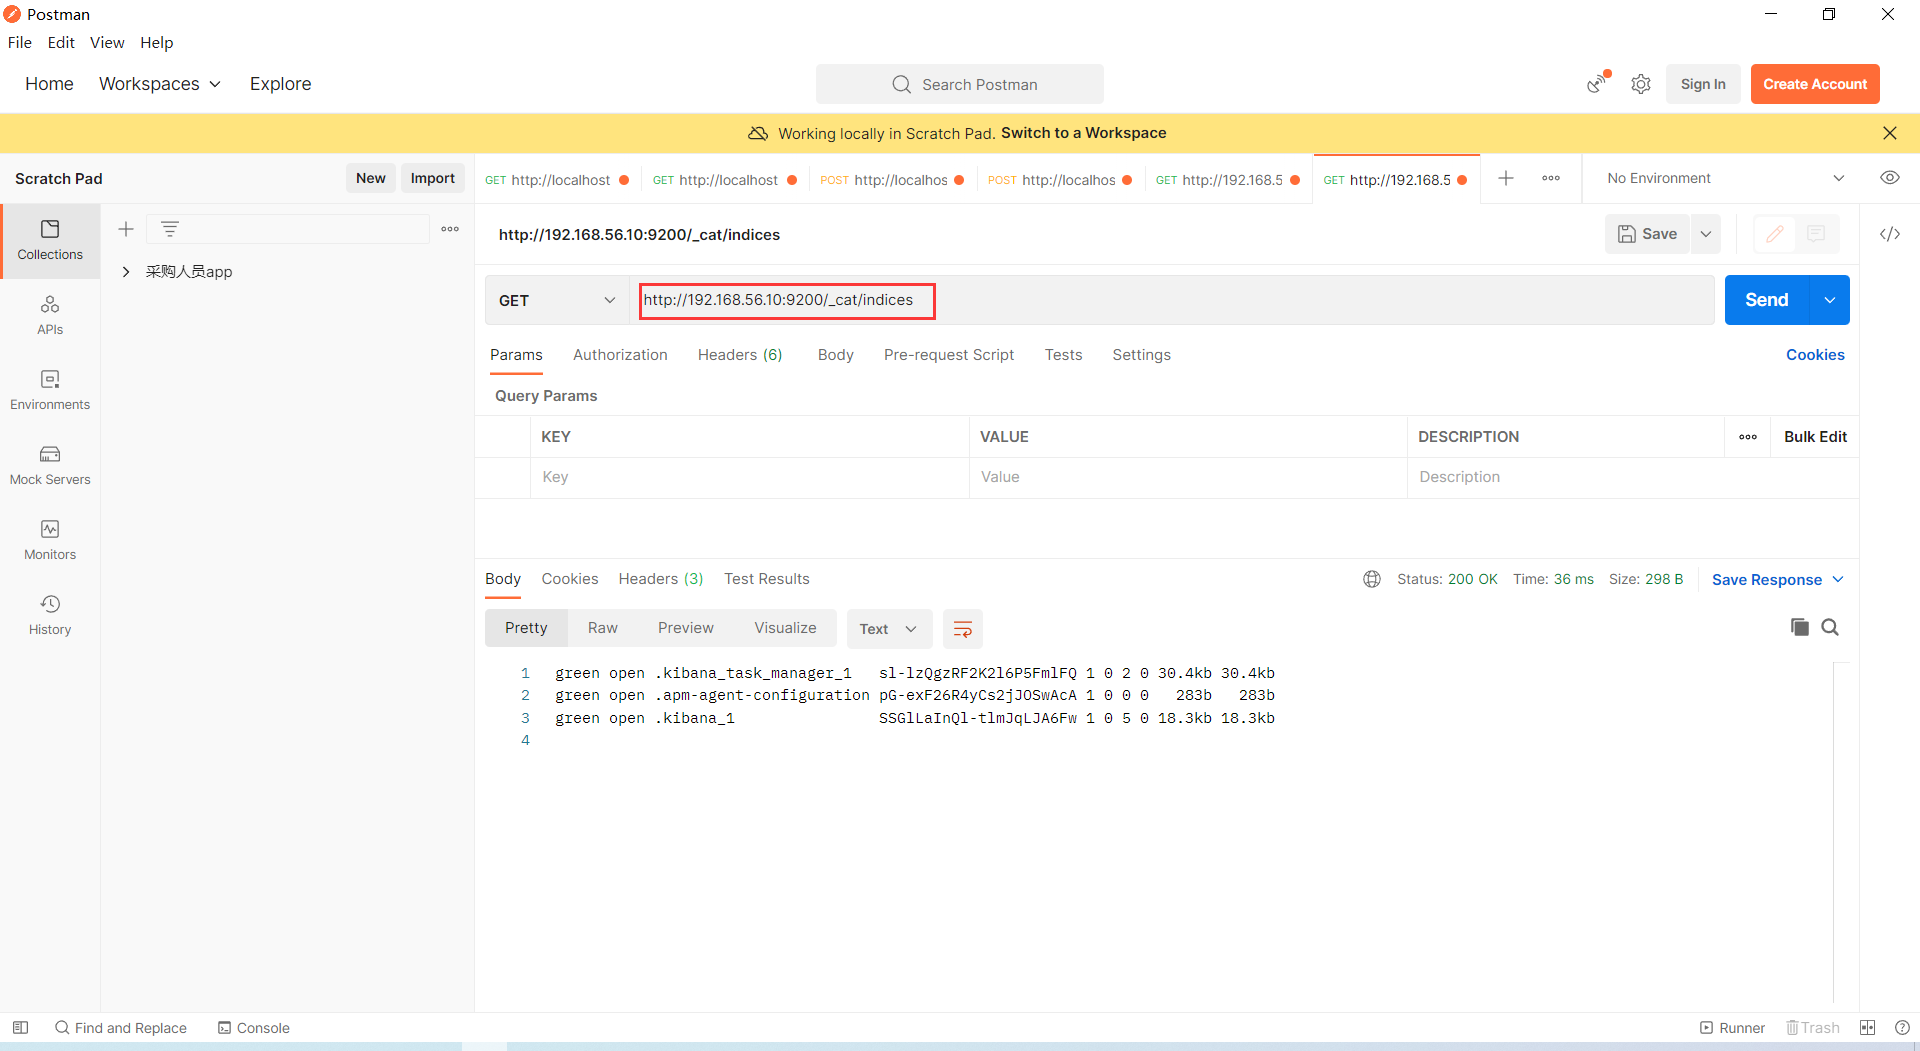 Postman
File Edit View Help
Home Workspaces Explore Search Postman Sign In Create Account
Working locally in Scratch Pad. Switch to a Workspace
Scratch Pad New Import GET http://localhost GET http://localhost POST http://localhos POST http://localhos GET http://192.168.5 GET http://192.168.5 No Environment
http://192.168.56.10:9200/_cat/indices Save
Collections
采购人员app
GET http://192.168.56.10:9200/_cat/indices Send
APIs
Params Authorization Headers (6) Body Pre-request Script Tests Settings Cookies
Query Params
Environments
KEY VALUE DESCRIPTION Bulk Edit
Key Value Description
Mock Servers
Monitors
Body Cookies Headers (3) Test Results Status: 200 OK Time: 36 ms Size: 298 B Save Response
History
Pretty Raw Preview Visualize Text
1 green open .kibana_task_manager_1 sl-lzQgzRF2K2l6P5FmlFQ 1 0 2 0 30.4kb 30.4kb
2 green open .apm-agent-configuration pG-exF26R4yCs2jJOSwAcA 1 0 0 0 283b 283b
3 green open .kibana_1 SSGlLaInQl-tlmJqLJA6Fw 1 0 5 0 18.3kb 18.3kb
4
Find and Replace Console Runner Trash